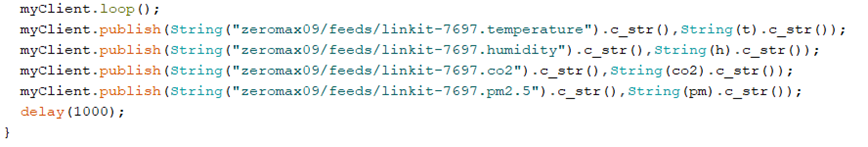 myClient.loop();
myClient.publish(String("zeromax09/feeds/linkit-7697.temperature").c_str(),String(t).c_str());
myClient.publish(String("zeromax09/feeds/linkit-7697.humidity").c_str(),String(h).c_str());
myClient.publish(String("zeromax09/feeds/linkit-7697.co2").c_str(),String(co2).c_str());
myClient.publish(String("zeromax09/feeds/linkit-7697.pm2.5").c_str(),String(pm).c_str());
delay(1000);
}